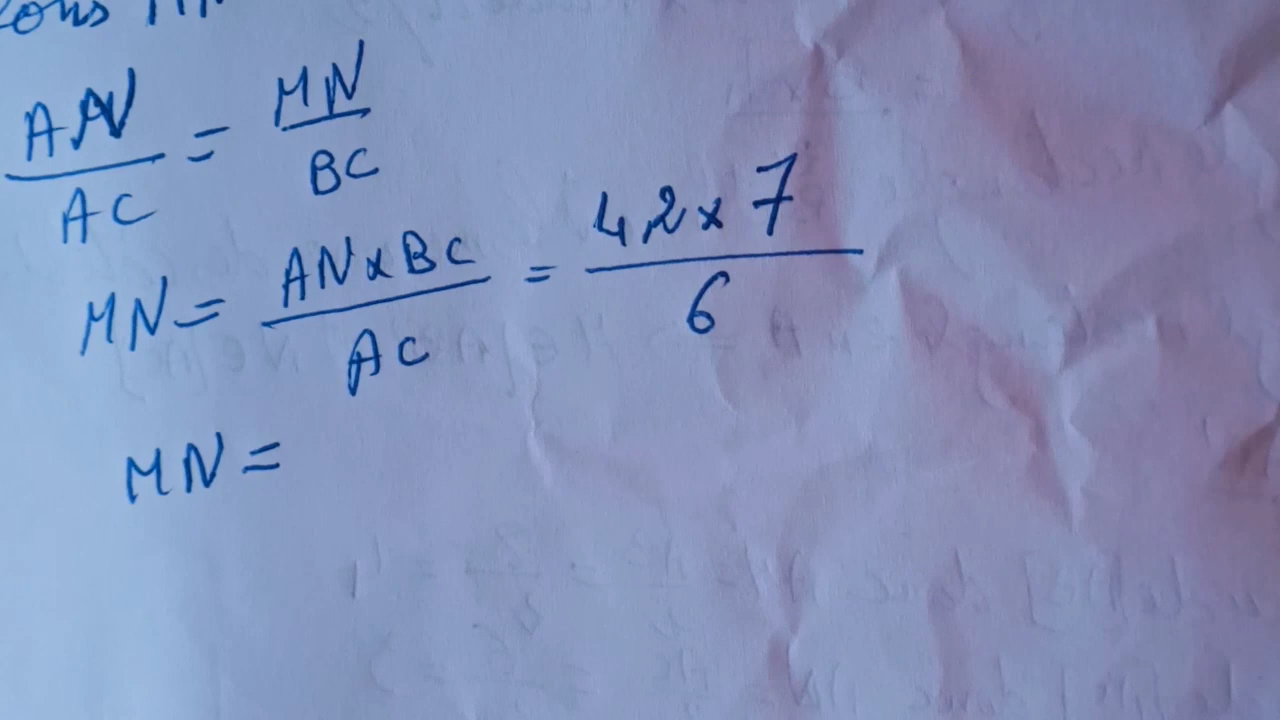 AN/AC = MN/BC
MN = AN x BC/AC = 4,2 x 7/6
MN =